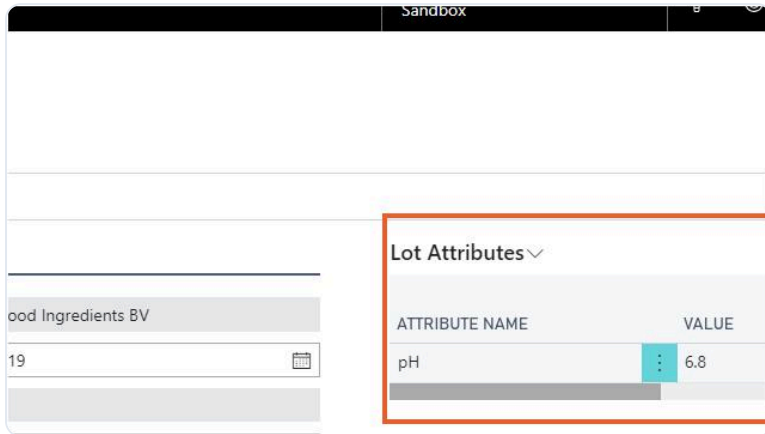 Sandbox
Lot Attributes
ood Ingredients BV
ATTRIBUTE NAME VALUE
19
pH 6.8